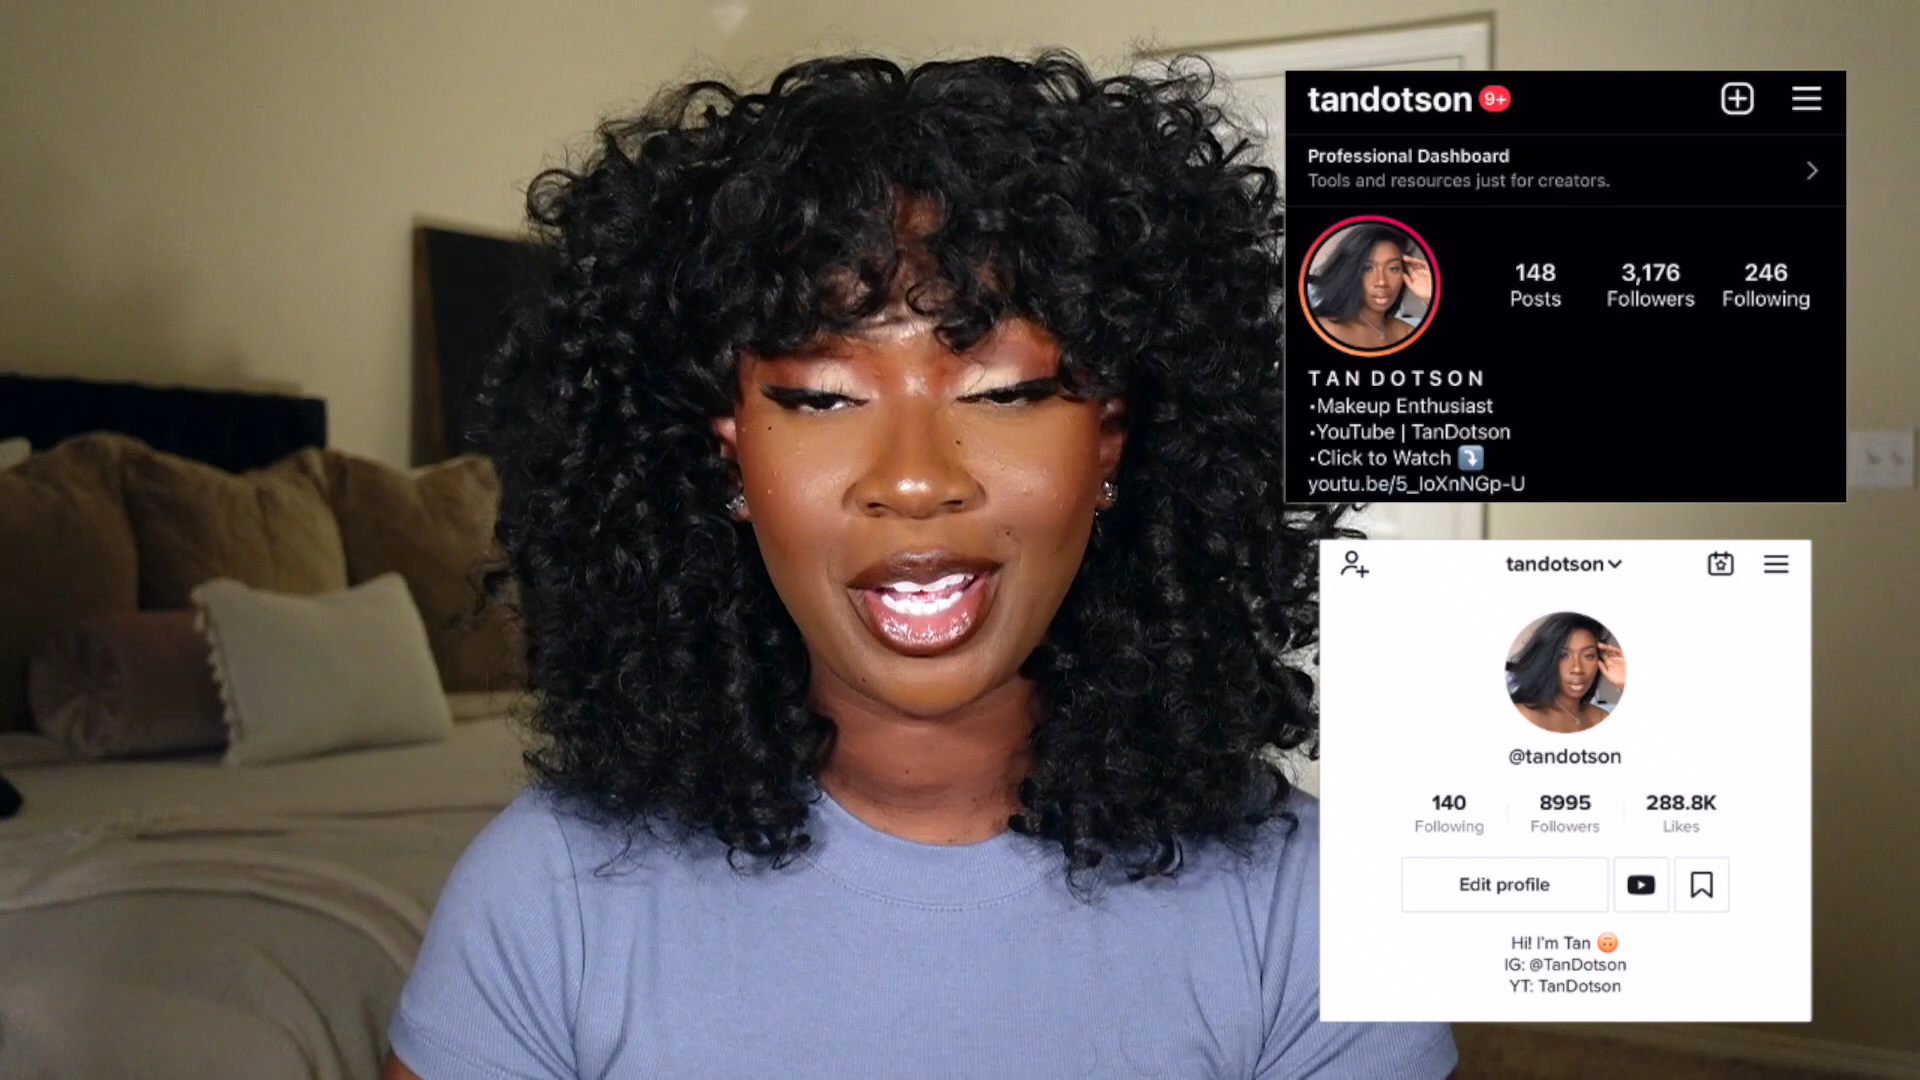 tandotson 9+
Professional Dashboard
Tools and resources just for creators.
148 3,176 246
Posts Followers Following
TAN DOTSON
•Makeup Enthusiast
•YouTube | TanDotson
•Click to Watch ⤵️
youtu.be/5_IoXnNGp-U
tandotson
@tandotson
140 8995 288.8K
Following Followers Likes
Edit profile
Hi! I'm Tan 🙃
IG: @TanDotson
YT: TanDotson